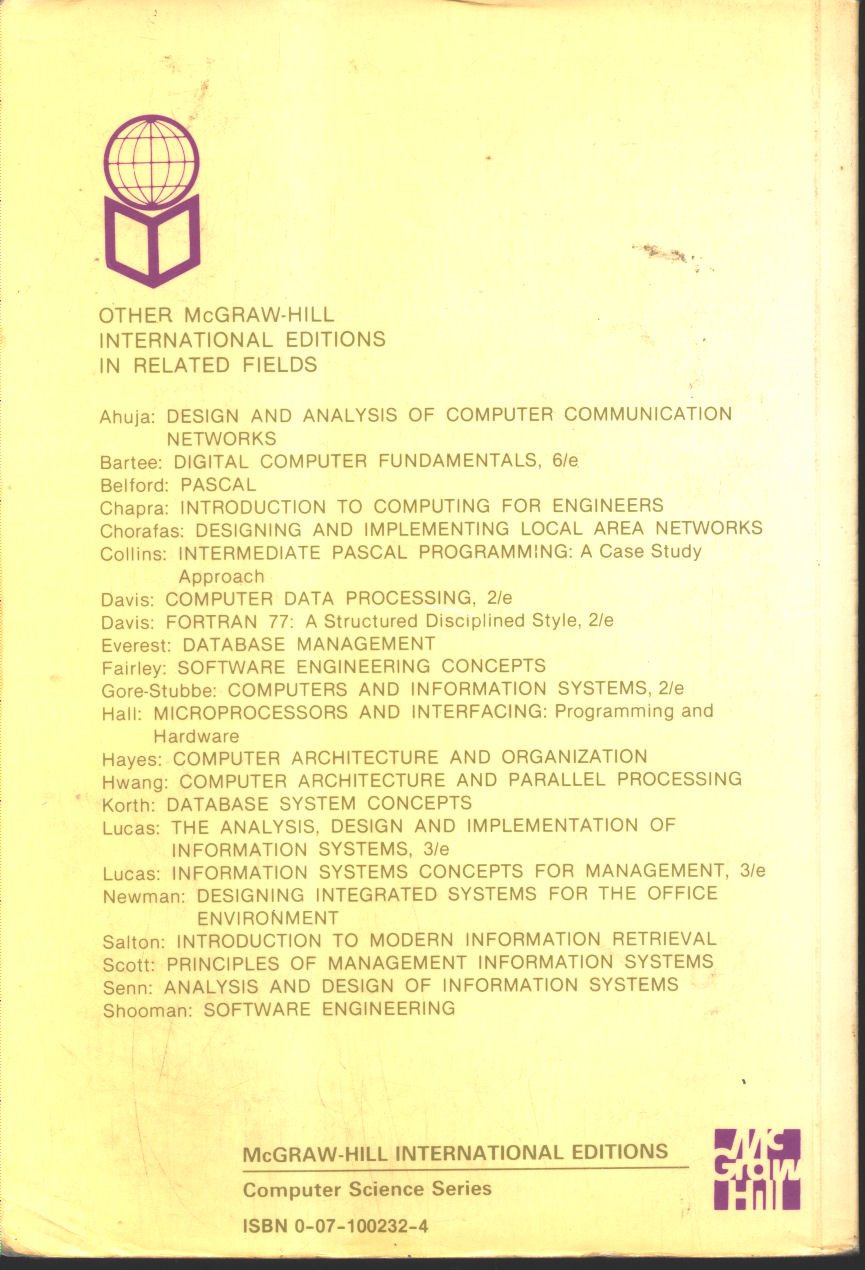 OTHER McGRAW-HILL
INTERNATIONAL EDITIONS
IN RELATED FIELDS
Ahuja: DESIGN AND ANALYSIS OF COMPUTER COMMUNICATION
NETWORKS
Bartee: DIGITAL COMPUTER FUNDAMENTALS, 6/e
Belford: PASCAL
Chapra: INTRODUCTION TO COMPUTING FOR ENGINEERS
Chorafas: DESIGNING AND IMPLEMENTING LOCAL AREA NETWORKS
Collins: INTERMEDIATE PASCAL PROGRAMMING: A Case Study
Approach
Davis: COMPUTER DATA PROCESSING, 2/e
Davis: FORTRAN 77: A Structured Disciplined Style, 2/e
Everest: DATABASE MANAGEMENT
Fairley: SOFTWARE ENGINEERING CONCEPTS
Gore-Stubbe: COMPUTERS AND INFORMATION SYSTEMS, 2/e
Hall: MICROPROCESSORS AND INTERFACING: Programming and
Hardware
Hayes: COMPUTER ARCHITECTURE AND ORGANIZATION
Hwang: COMPUTER ARCHITECTURE AND PARALLEL PROCESSING
Korth: DATABASE SYSTEM CONCEPTS
Lucas: THE ANALYSIS, DESIGN AND IMPLEMENTATION OF
INFORMATION SYSTEMS, 3/e
Lucas: INFORMATION SYSTEMS CONCEPTS FOR MANAGEMENT, 3/e
Newman: DESIGNING INTEGRATED SYSTEMS FOR THE OFFICE
ENVIRONMENT
Salton: INTRODUCTION TO MODERN INFORMATION RETRIEVAL
Scott: PRINCIPLES OF MANAGEMENT INFORMATION SYSTEMS
Senn: ANALYSIS AND DESIGN OF INFORMATION SYSTEMS
Shooman: SOFTWARE ENGINEERING
McGRAW-HILL INTERNATIONAL EDITIONS
Computer Science Series
ISBN 0-07-100232-4
Mc
Graw
Hill